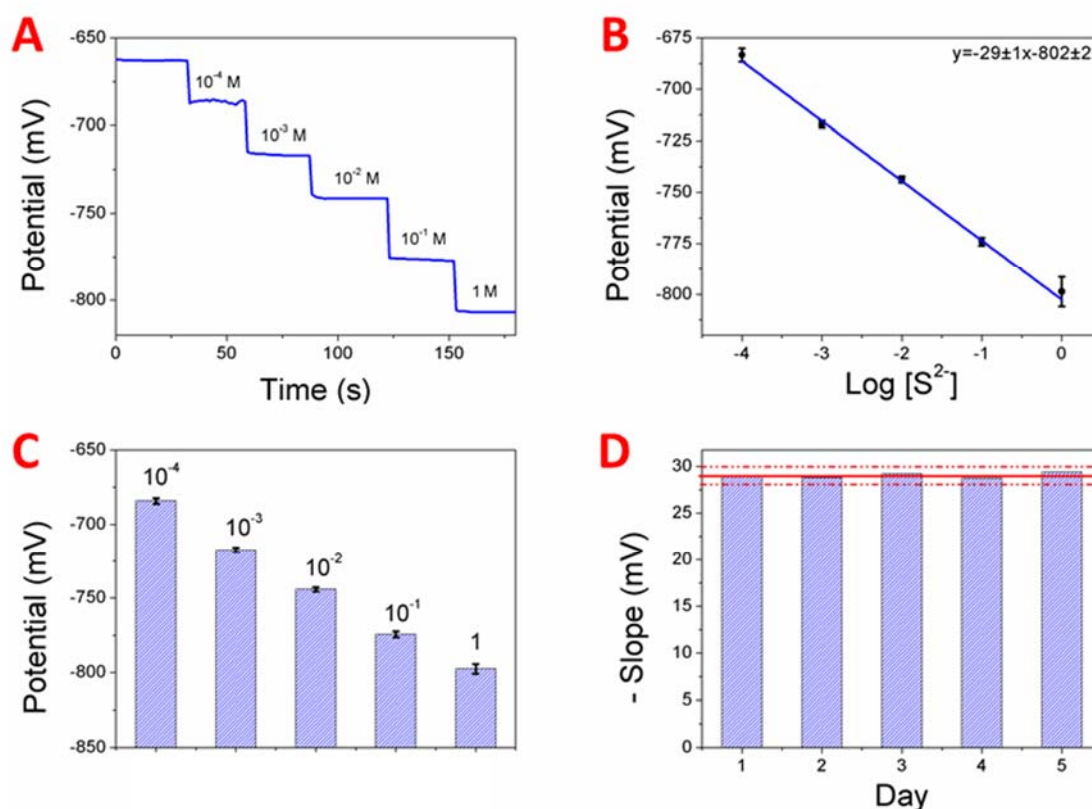 A
-650
-700
-750
-800
Potential (mV)
10⁻⁴ M
10⁻³ M
10⁻² M
10⁻¹ M
1 M
0 50 100 150
Time (s)
B
-675
-700
-725
-750
-775
-800
Potential (mV)
y=-29±1x-802±2
-4 -3 -2 -1 0
Log [S²⁻]
C
-650
-700
-750
-800
-850
Potential (mV)
10⁻⁴
10⁻³
10⁻²
10⁻¹
1
D
30
25
20
15
10
5
0
- Slope (mV)
1 2 3 4 5
Day